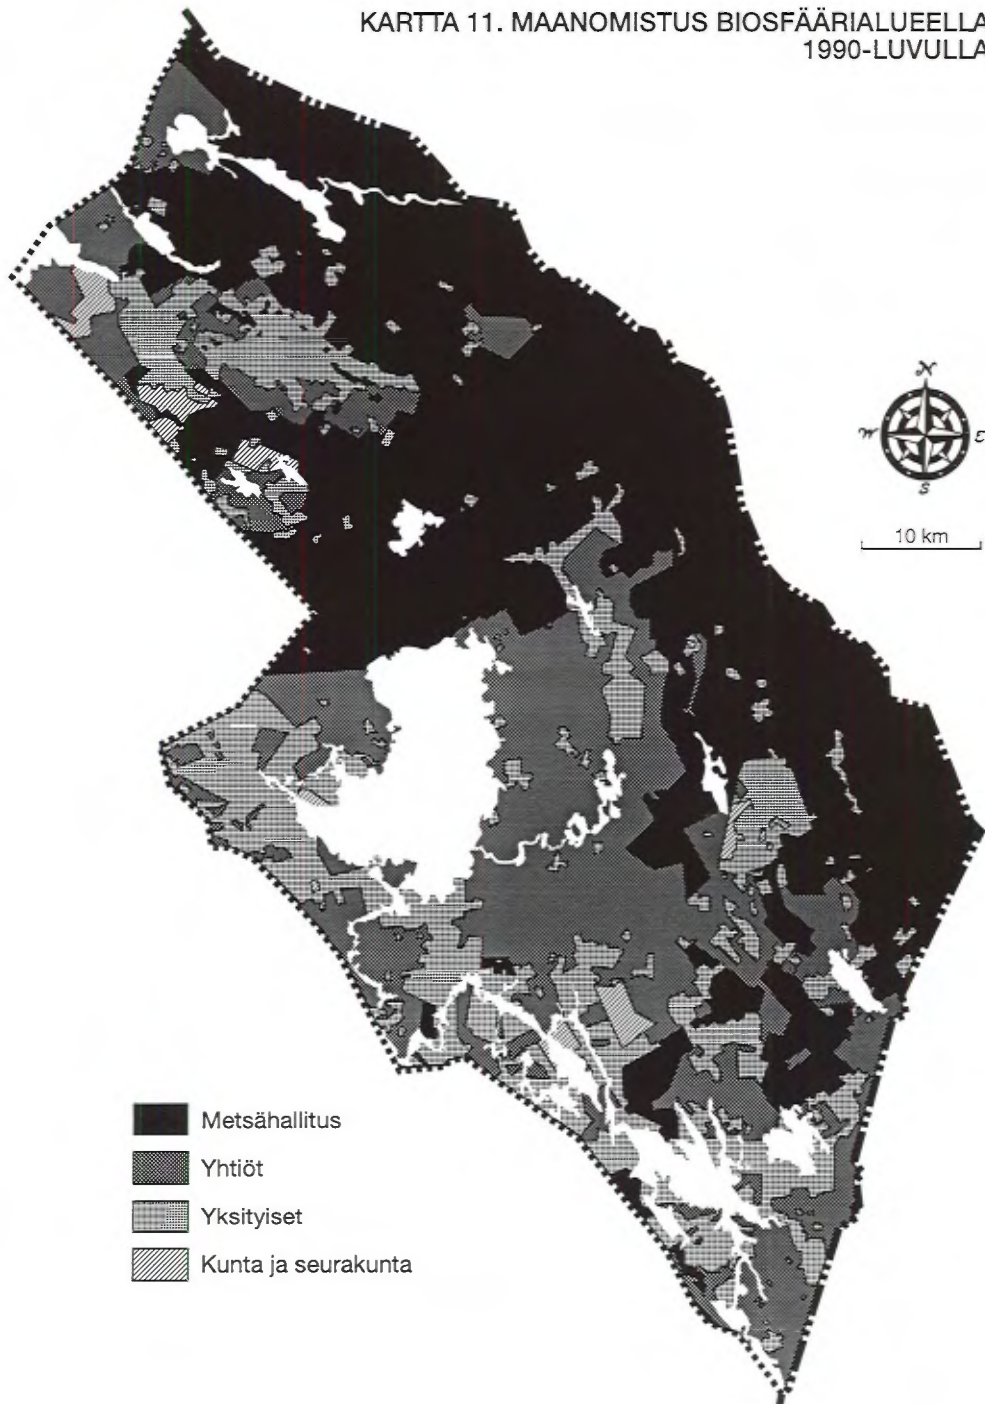 KARTTA 11. MAANOMISTUS BIOSFÄÄRIALUEELLA
1990-LUVULLA
N
W
E
S
10 km
Metsähallitus
Yhtiöt
Yksityiset
Kunta ja seurakunta